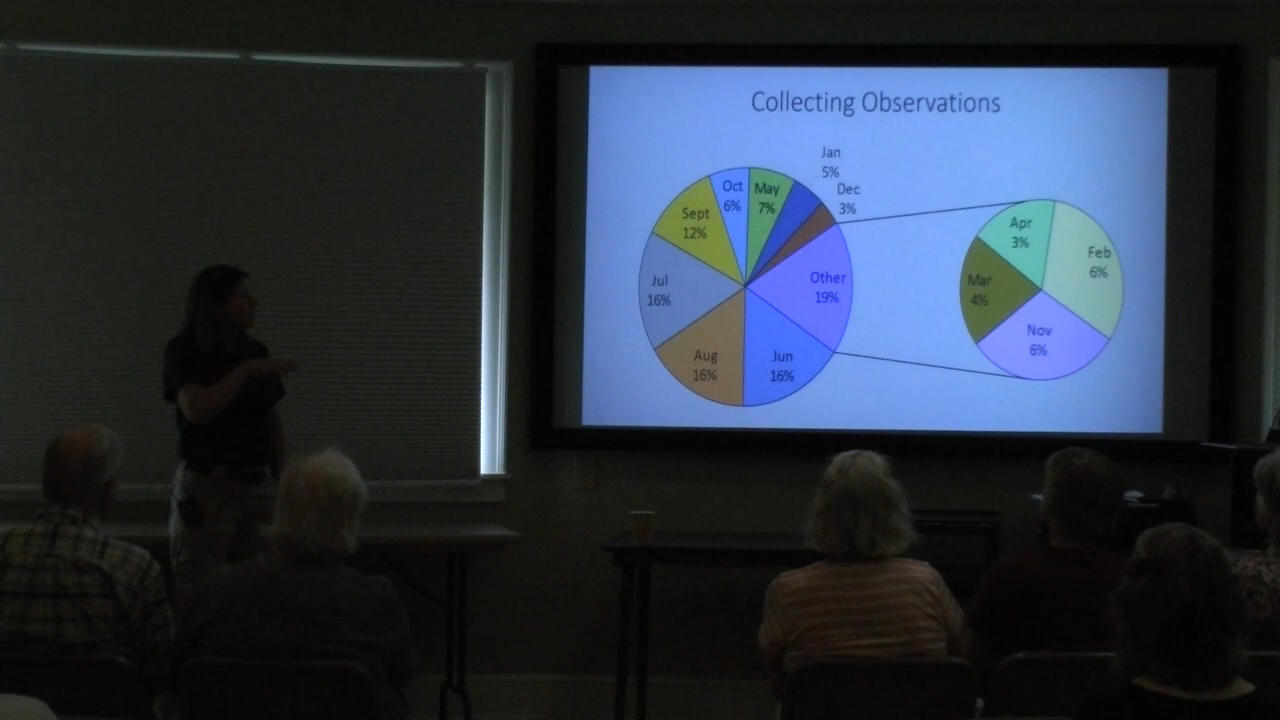 Collecting Observations
Jan
5%
Dec
3%
Oct
6%
May
7%
Sept
12%
Jul
16%
Other
19%
Aug
16%
Jun
16%
Apr
3%
Feb
6%
Mar
4%
Nov
6%